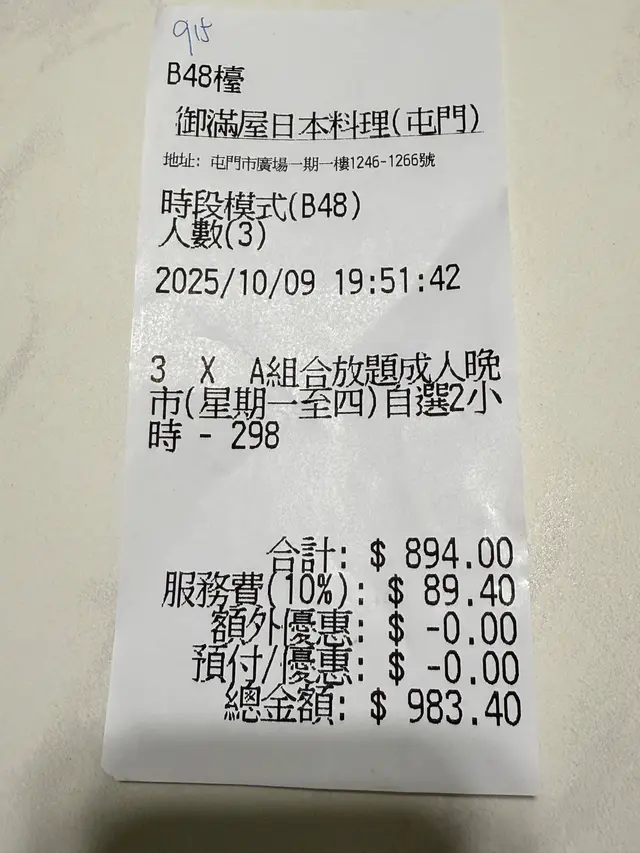 915
B48檯
御滿屋日本料理(屯門)
地址: 屯門市廣場一期一樓1246-1266號
時段模式(B48)
人數(3)
2025/10/09 19:51:42
3 X A組合放題成人晚
市(星期一至四)自選2小
時 - 298
合計: $ 894.00
服務費(10%): $ 89.40
額外優惠: $ -0.00
預付/優惠: $ -0.00
總金額: $ 983.40